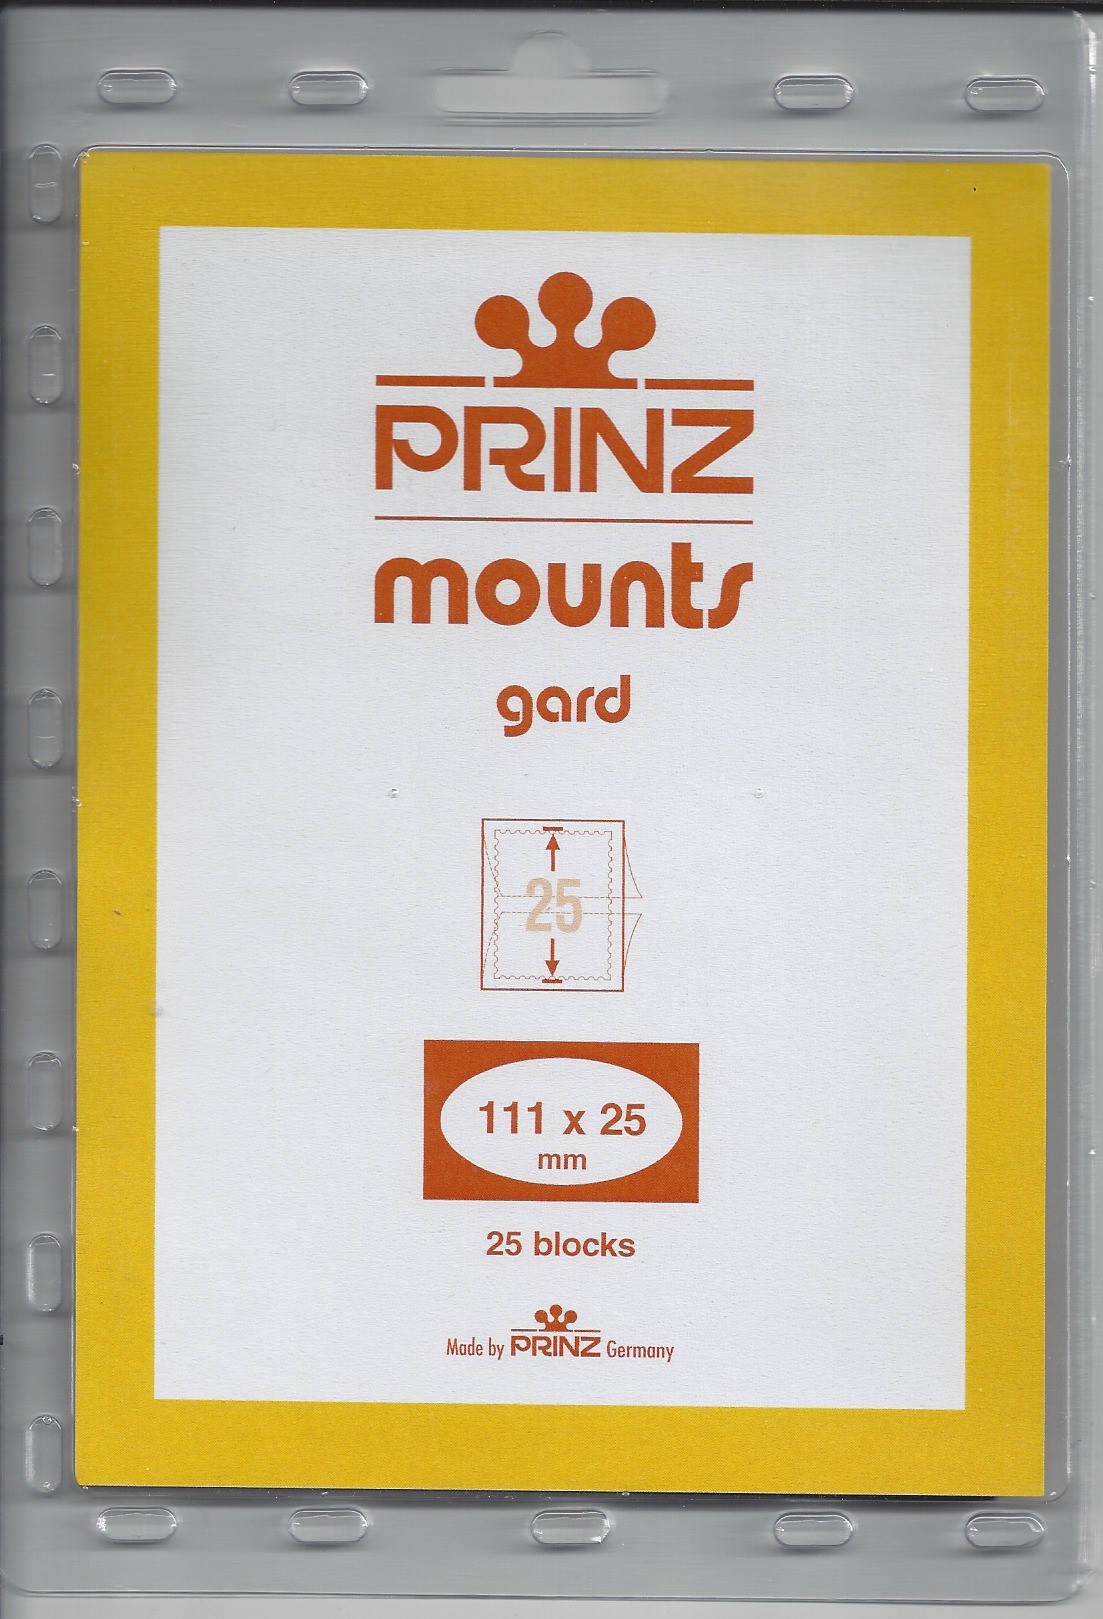 PRINZ
mounts
gard
25
111 x 25
mm
25 blocks
Made by PRINZ Germany